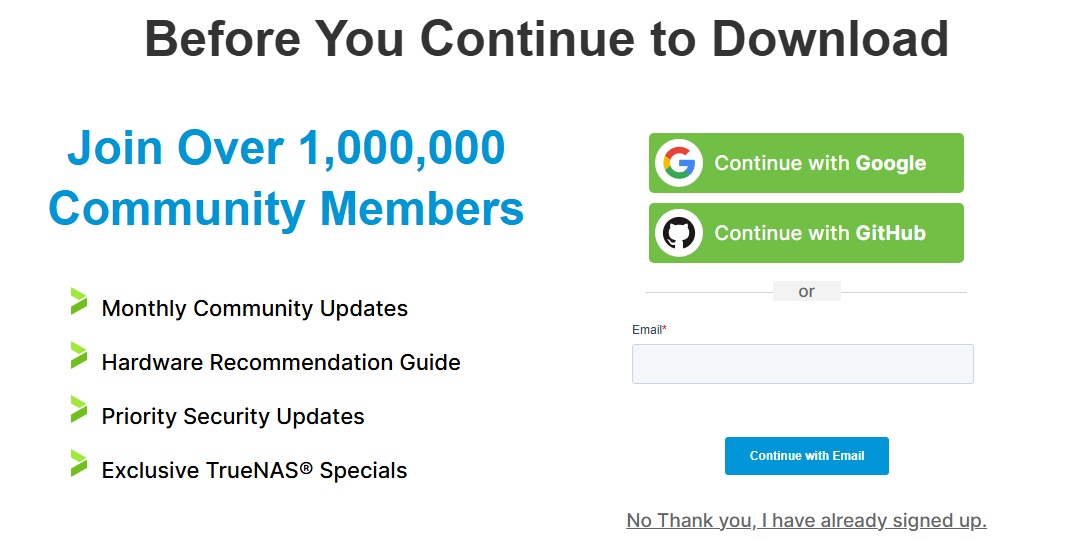 Before You Continue to Download
Join Over 1,000,000
Community Members
Monthly Community Updates
Hardware Recommendation Guide
Priority Security Updates
Exclusive TrueNAS® Specials
Continue with Google
Continue with GitHub
or
Email*
Continue with Email
No Thank you, I have already signed up.